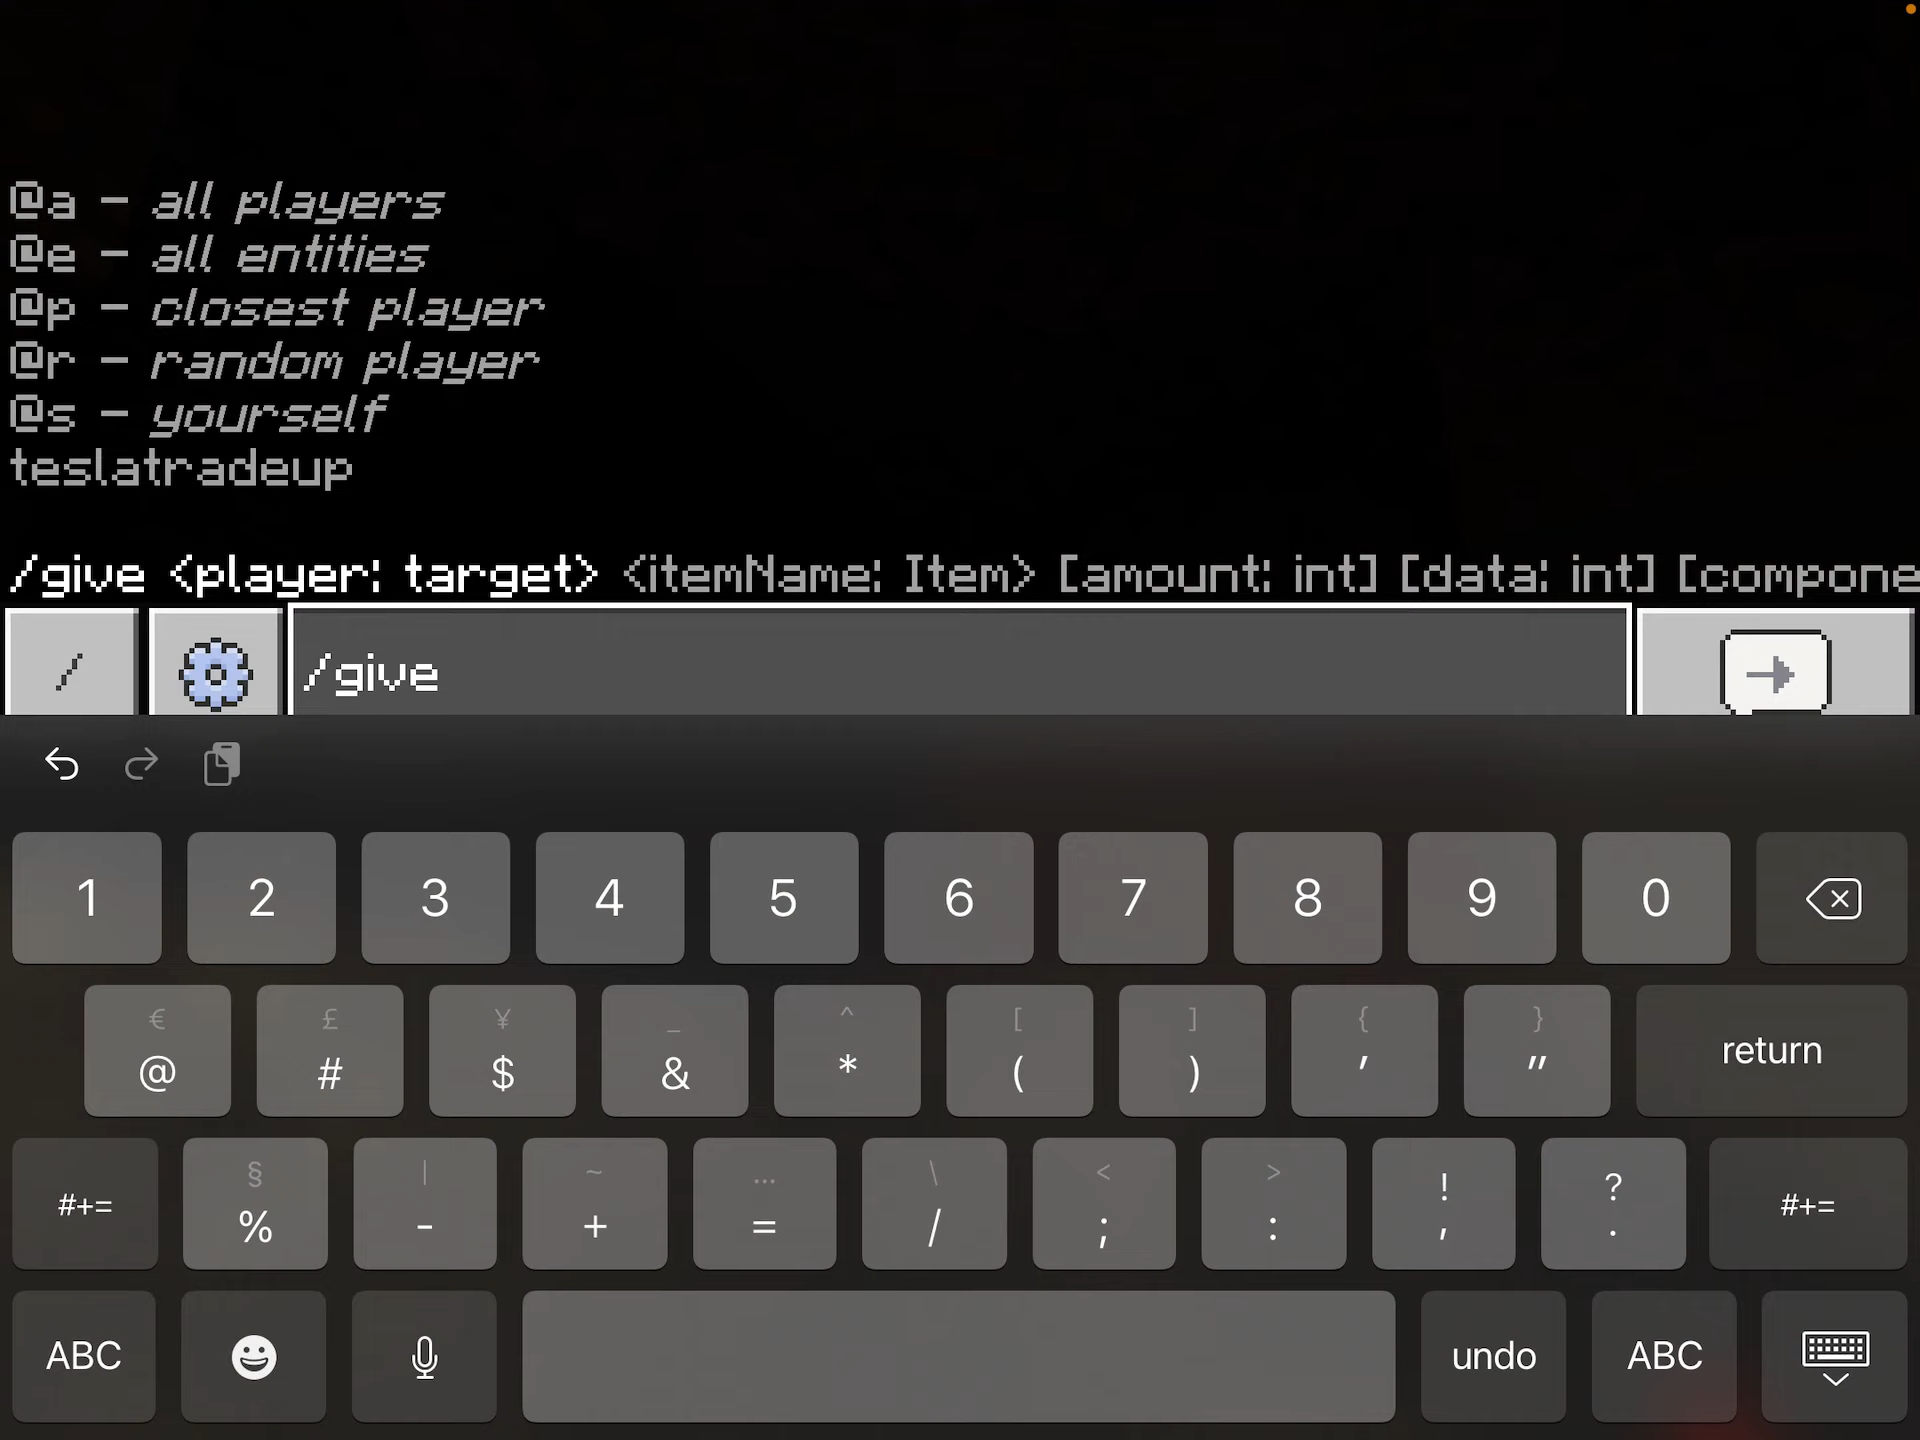 @a - all players
@e - all entities
@p - closest player
@r - random player
@s - yourself
teslatradeup
/give <player: target> <itemName: Item> [amount: int] [data: int] [compone
/
/give
1 2 3 4 5 6 7 8 9 0
€ £ ¥ _ ^ [ ] { }
@ # $ & * ( ) ' " return
§ | ~ … \ < > ! ?
#+= % - + = / ; : , . #+=
ABC undo ABC